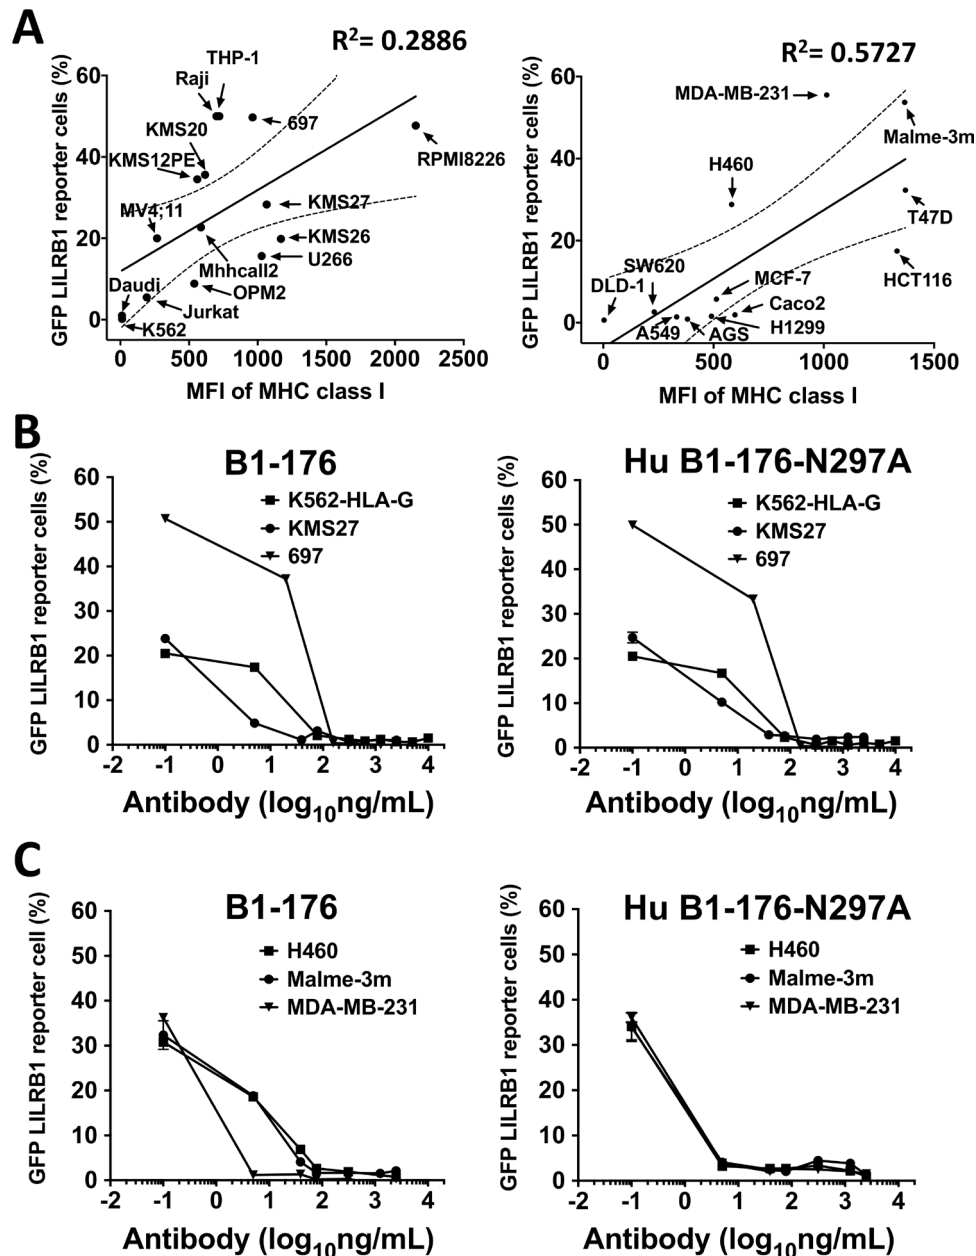 A
R²= 0.2886
GFP LILRB1 reporter cells (%)
60
40
20
0
THP-1
Raji
697
KMS20
KMS12PE
RPMI8226
MV4;11
KMS27
KMS26
U266
Mhhcall2
OPM2
Daudi
Jurkat
K562
0 500 1000 1500 2000 2500
MFI of MHC class I
R²= 0.5727
GFP LILRB1 reporter cells (%)
60
40
20
0
MDA-MB-231
Malme-3m
H460
T47D
HCT116
SW620
DLD-1
MCF-7
Caco2
A549
AGS
H1299
0 500 1000 1500
MFI of MHC class I
B
B1-176
GFP LILRB1 reporter cells (%)
60
50
40
30
20
10
0
K562-HLA-G
KMS27
697
-2 -1 0 1 2 3 4
Antibody (log₁₀ng/mL)
Hu B1-176-N297A
GFP LILRB1 reporter cells (%)
60
50
40
30
20
10
0
K562-HLA-G
KMS27
697
-2 -1 0 1 2 3 4
Antibody (log₁₀ng/mL)
C
B1-176
GFP LILRB1 reporter cell (%)
60
50
40
30
20
10
0
H460
Malme-3m
MDA-MB-231
-2 -1 0 1 2 3 4
Antibody (log₁₀ng/mL)
Hu B1-176-N297A
GFP LILRB1 reporter cells (%)
60
50
40
30
20
10
0
H460
Malme-3m
MDA-MB-231
-2 -1 0 1 2 3 4
Antibody (log₁₀ng/mL)